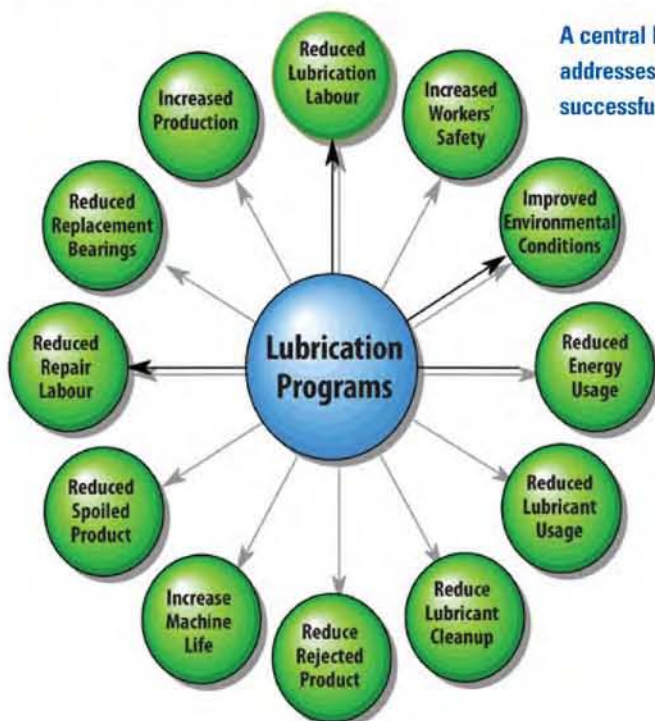 A central
addresses
successfu
Reduced
Lubrication
Labour
Increased
Workers'
Safety
Improved
Environmental
Conditions
Reduced
Energy
Usage
Reduced
Lubricant
Usage
Reduce
Lubricant
Cleanup
Reduce
Rejected
Product
Increase
Machine
Life
Reduced
Spoiled
Product
Reduced
Repair
Labour
Reduced
Replacement
Bearings
Increased
Production
Lubrication
Programs